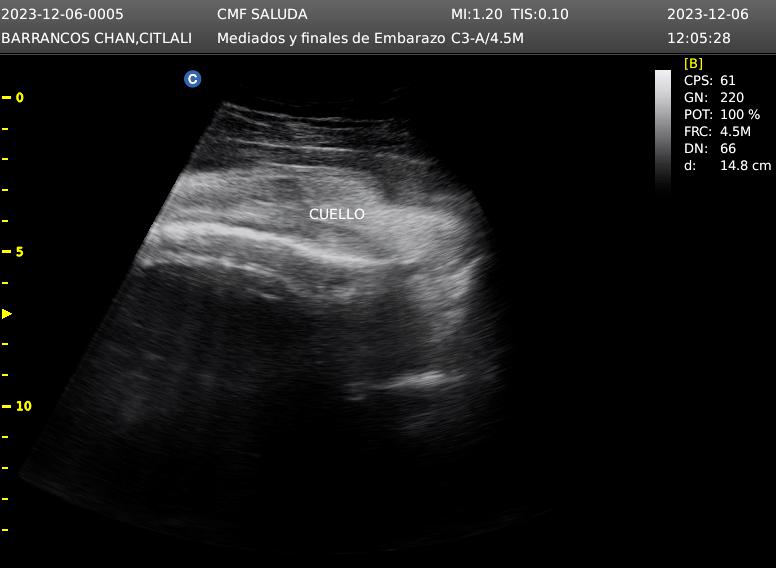 2023-12-06-0005 CMF SALUDA MI:1.20 TIS:0.10 2023-12-06
BARRANCOS CHAN,CITLALI Mediados y finales de Embarazo C3-A/4.5M 12:05:28
[B]
C
CPS: 61
0
GN: 220
POT: 100 %
FRC: 4.5M
DN: 66
d: 14.8 cm
CUELLO
5
10